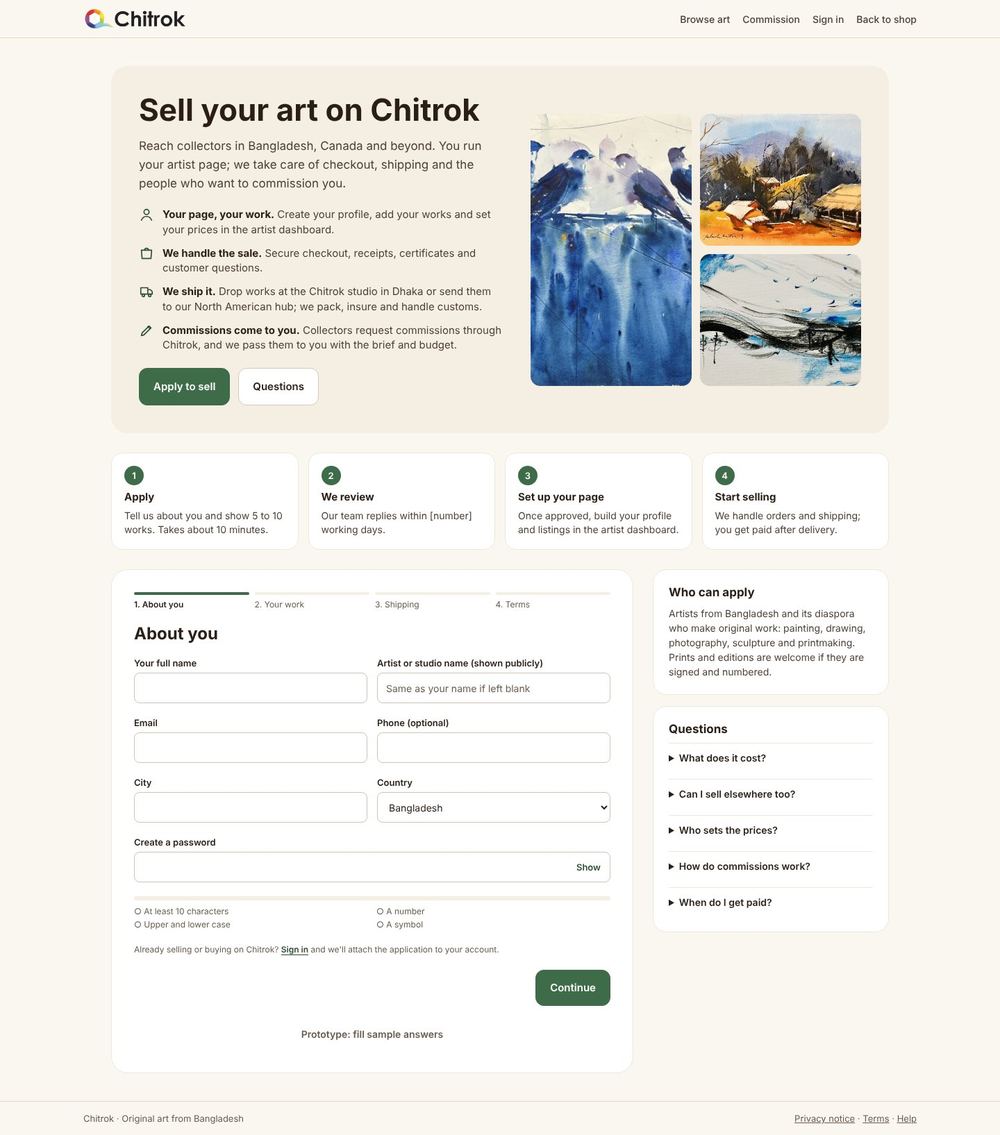 Chitrok
Browse art
Commission
Sign in
Back to shop
Sell your art on Chitrok
Reach collectors in Bangladesh, Canada and beyond. You run
your artist page; we take care of checkout, shipping and the
people who want to commission you.
Your page, your work. Create your profile, add your works and set
your prices in the artist dashboard.
We handle the sale. Secure checkout, receipts, certificates and
customer questions.
We ship it. Drop works at the Chitrok studio in Dhaka or send them
to our North American hub; we pack, insure and handle customs.
Commissions come to you. Collectors request commissions through
Chitrok, and we pass them to you with the brief and budget.
Apply to sell
Questions
1
Apply
Tell us about you and show 5 to 10
works. Takes about 10 minutes.
2
We review
Our team replies within [number]
working days.
3
Set up your page
Once approved, build your profile
and listings in the artist dashboard.
4
Start selling
We handle orders and shipping;
you get paid after delivery.
1. About you
2. Your work
3. Shipping
4. Terms
About you
Your full name
Artist or studio name (shown publicly)
Same as your name if left blank
Email
Phone (optional)
City
Country
Bangladesh
Create a password
Show
At least 10 characters
A number
Upper and lower case
A symbol
Already selling or buying on Chitrok? Sign in and we'll attach the application to your account.
Continue
Prototype: fill sample answers
Who can apply
Artists from Bangladesh and its diaspora
who make original work: painting, drawing,
photography, sculpture and printmaking.
Prints and editions are welcome if they are
signed and numbered.
Questions
What does it cost?
Can I sell elsewhere too?
Who sets the prices?
How do commissions work?
When do I get paid?
Chitrok · Original art from Bangladesh
Privacy notice · Terms · Help